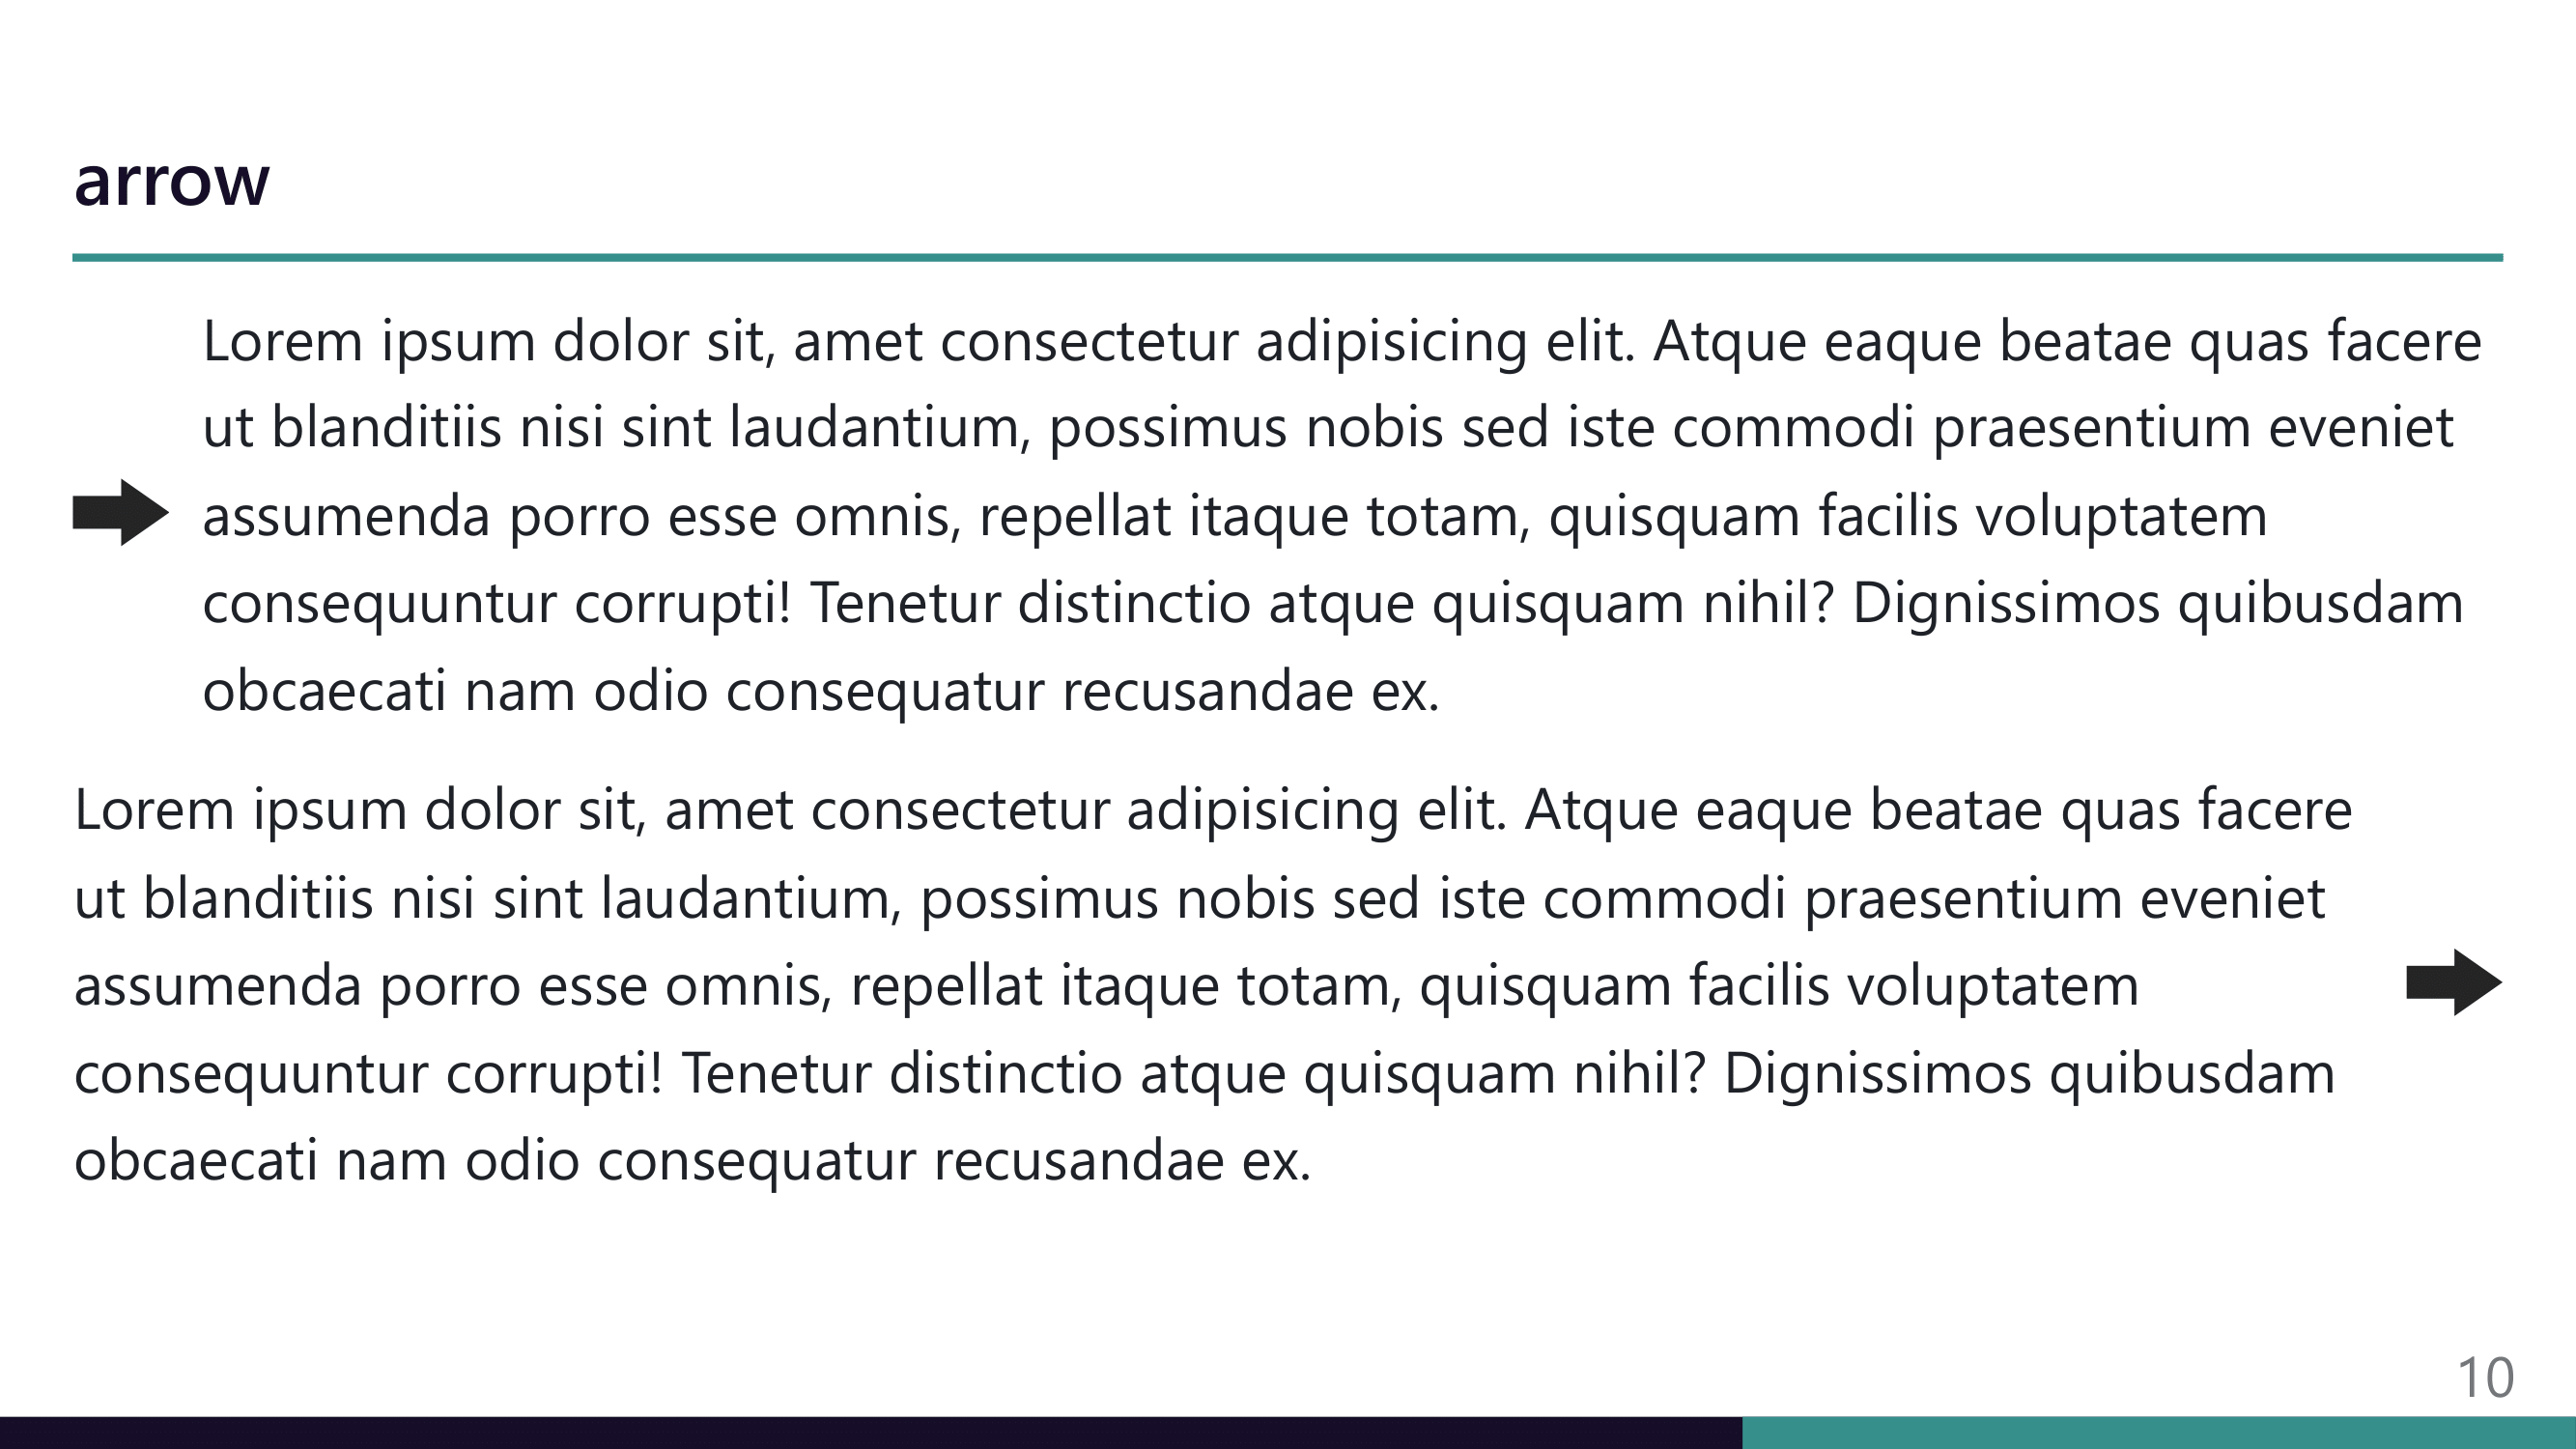 arrow
Lorem ipsum dolor sit, amet consectetur adipisicing elit. Atque eaque beatae quas facere
ut blanditiis nisi sint laudantium, possimus nobis sed iste commodi praesentium eveniet
assumenda porro esse omnis, repellat itaque totam, quisquam facilis voluptatem
consequuntur corrupti! Tenetur distinctio atque quisquam nihil? Dignissimos quibusdam
obcaecati nam odio consequatur recusandae ex.
Lorem ipsum dolor sit, amet consectetur adipisicing elit. Atque eaque beatae quas facere
ut blanditiis nisi sint laudantium, possimus nobis sed iste commodi praesentium eveniet
assumenda porro esse omnis, repellat itaque totam, quisquam facilis voluptatem
consequuntur corrupti! Tenetur distinctio atque quisquam nihil? Dignissimos quibusdam
obcaecati nam odio consequatur recusandae ex.
10